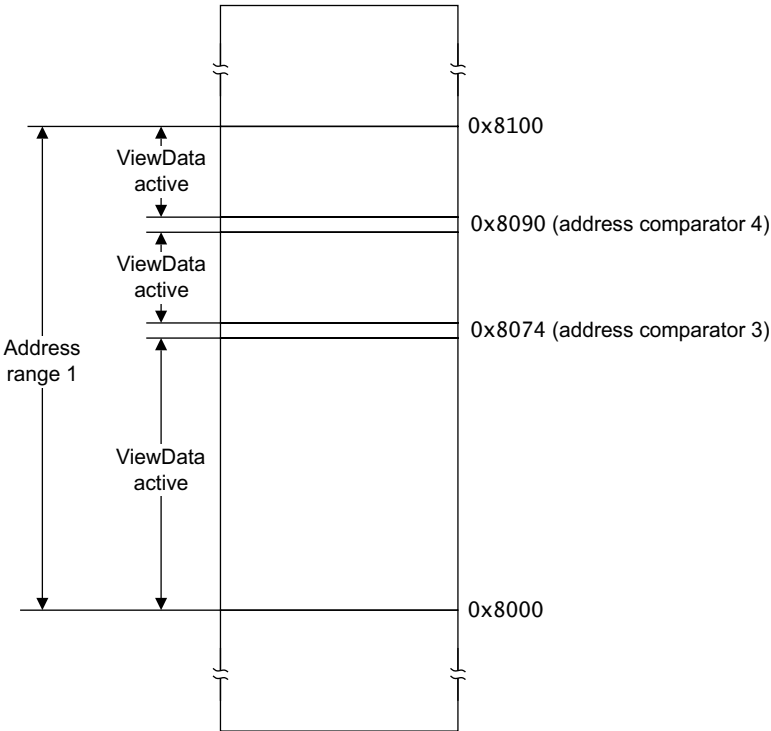 0x8100
ViewData
active
0x8090 (address comparator 4)
ViewData
active
0x8074 (address comparator 3)
Address
range 1
ViewData
active
0x8000